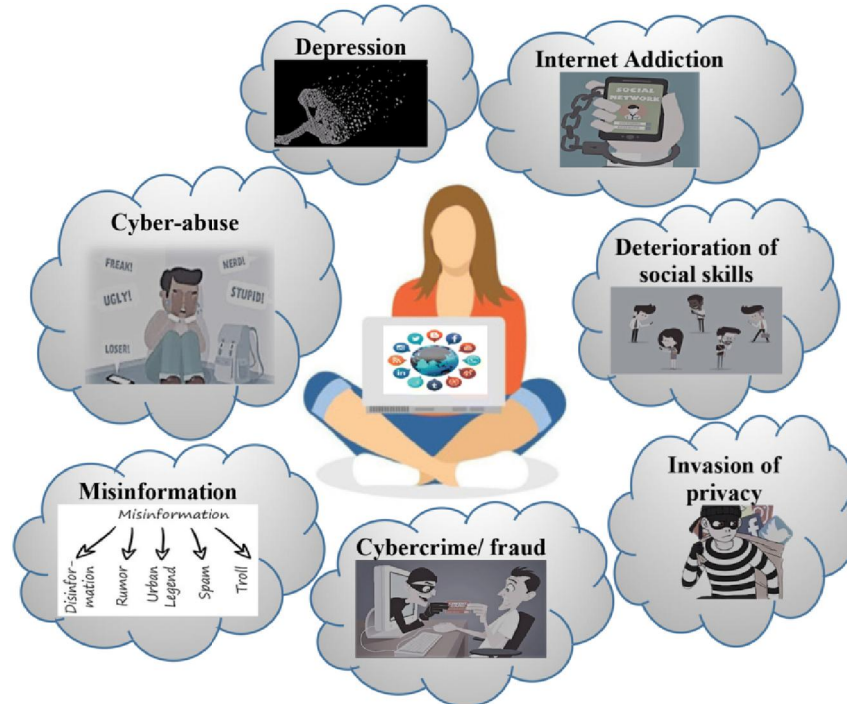 Depression
Internet Addiction
SOCIAL
NETWORK
Cyber-abuse
FREAK!
NERD!
UGLY!
STUPID!
LOSER!
Deterioration of
social skills
Misinformation
Misinformation
Disinfor-
mation
Rumor
Urban
Legend
Spam
Troll
Cybercrime/ fraud
Invasion of
privacy